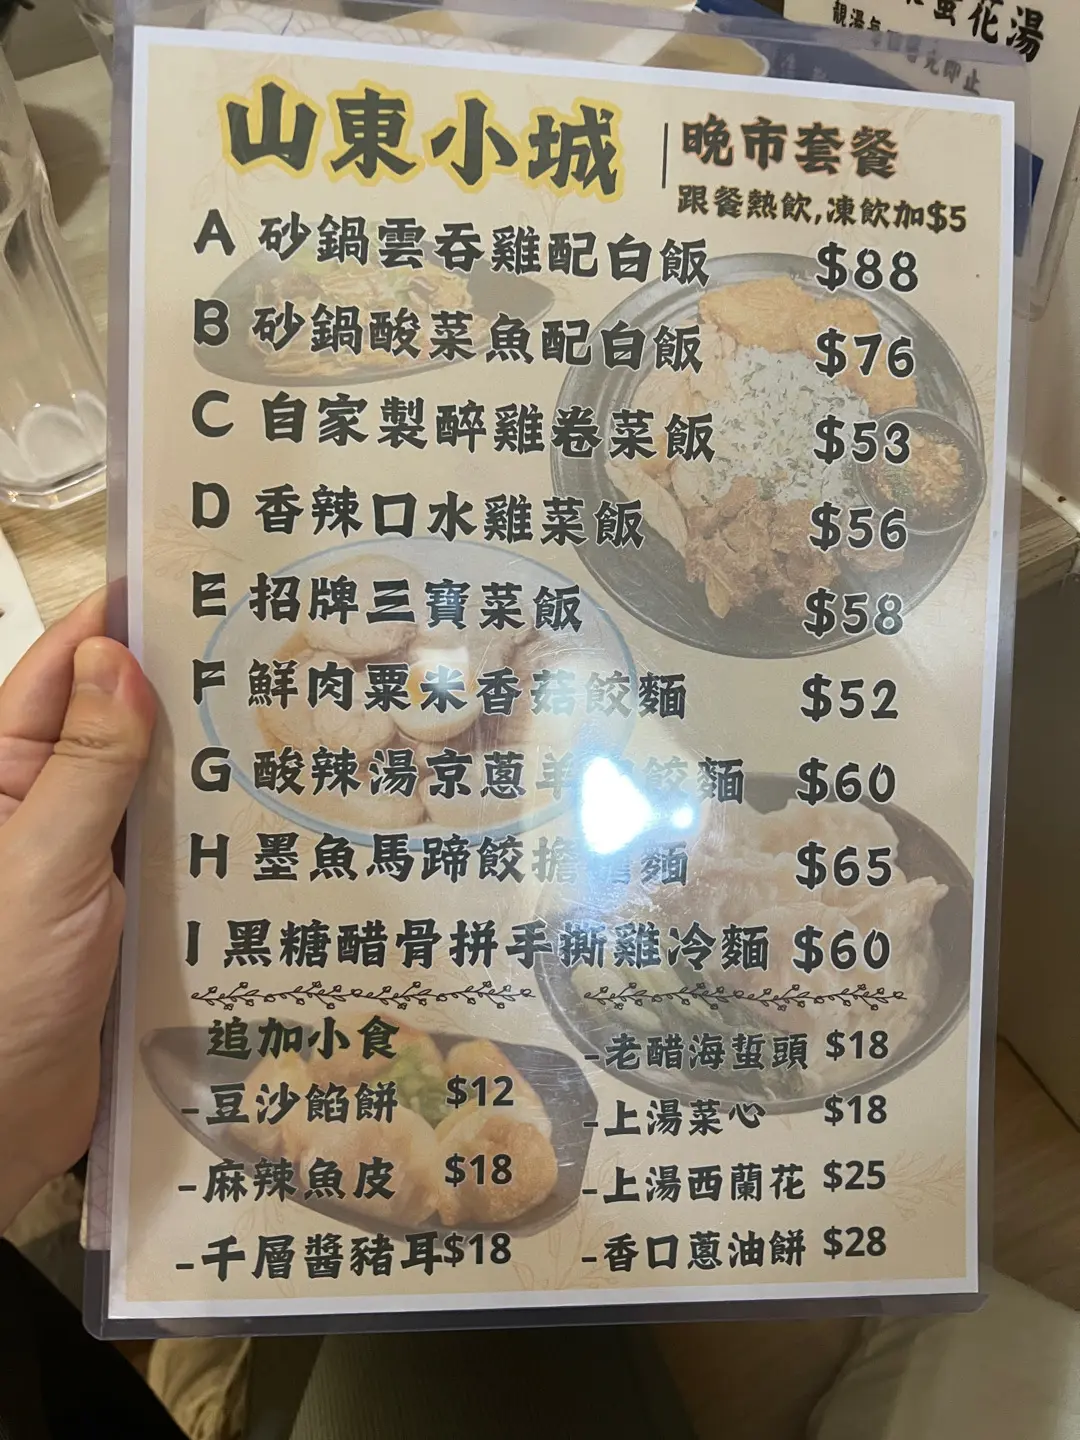 蛋花湯
山東小城
晚市套餐
跟餐熱飲,凍飲加$5
A 砂鍋雲吞雞配白飯 $88
B 砂鍋酸菜魚配白飯 $76
C 自家製醉雞卷菜飯 $53
D 香辣口水雞菜飯 $56
E 招牌三寶菜飯 $58
F 鮮肉粟米香菇餃麵 $52
G 酸辣湯京蔥羊 餃麵 $60
H 墨魚馬蹄餃擔 麵 $65
I 黑糖醋骨拼手撕雞冷麵 $60
追加小食
-豆沙餡餅 $12
-麻辣魚皮 $18
-千層醬豬耳$18
-老醋海蜇頭 $18
-上湯菜心 $18
-上湯西蘭花 $25
-香口蔥油餅 $28